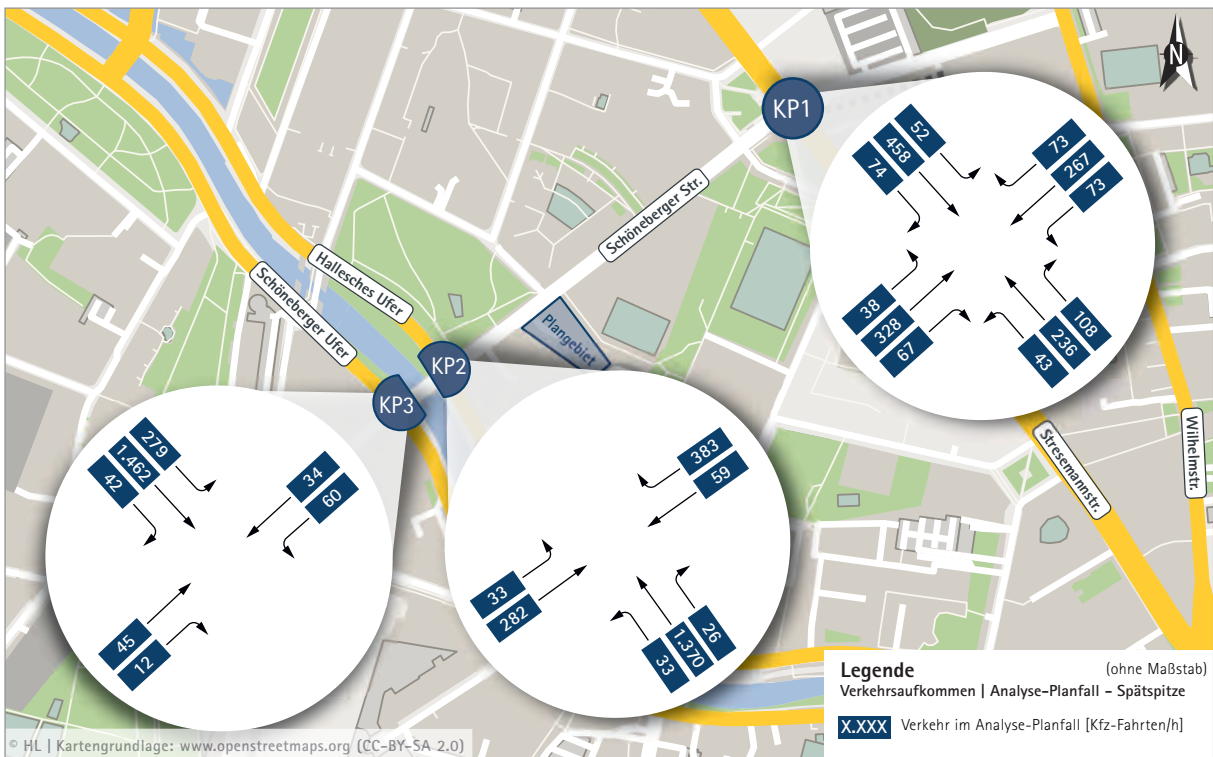 N
KP1
Schöneberger Str.
Hallesches Ufer
Schöneberger Ufer
Plangebiet
KP2
KP3
Stresemannstr.
Wilhelmstr.
52
458
74
73
267
73
38
328
67
108
236
43
279
1.462
42
34
60
45
12
383
59
33
282
26
1.370
33
Legende (ohne Maßstab)
Verkehrsaufkommen | Analyse-Planfall - Spätspitze
X.XXX Verkehr im Analyse-Planfall [Kfz-Fahrten/h]
© HL | Kartengrundlage: www.openstreetmaps.org (CC-BY-SA 2.0)